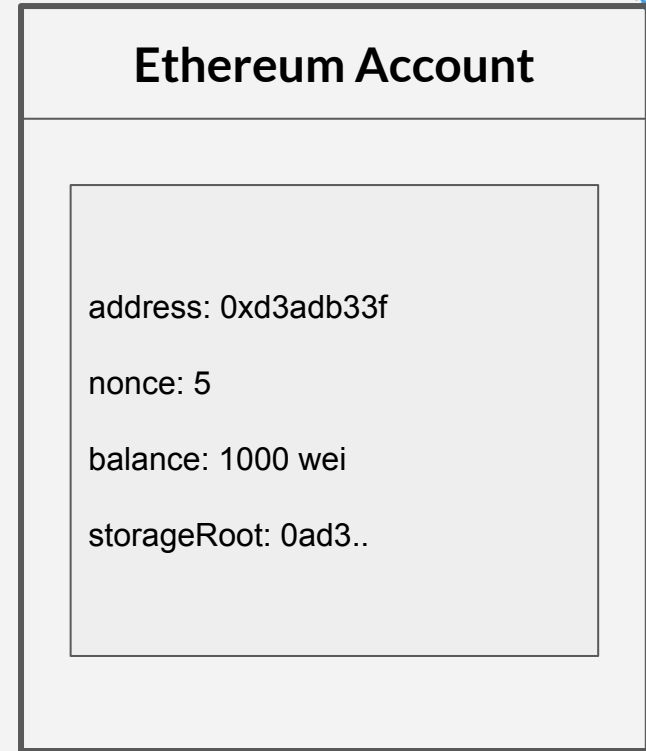 Ethereum Account
address: 0xd3adb33f
nonce: 5
balance: 1000 wei
storageRoot: 0ad3..